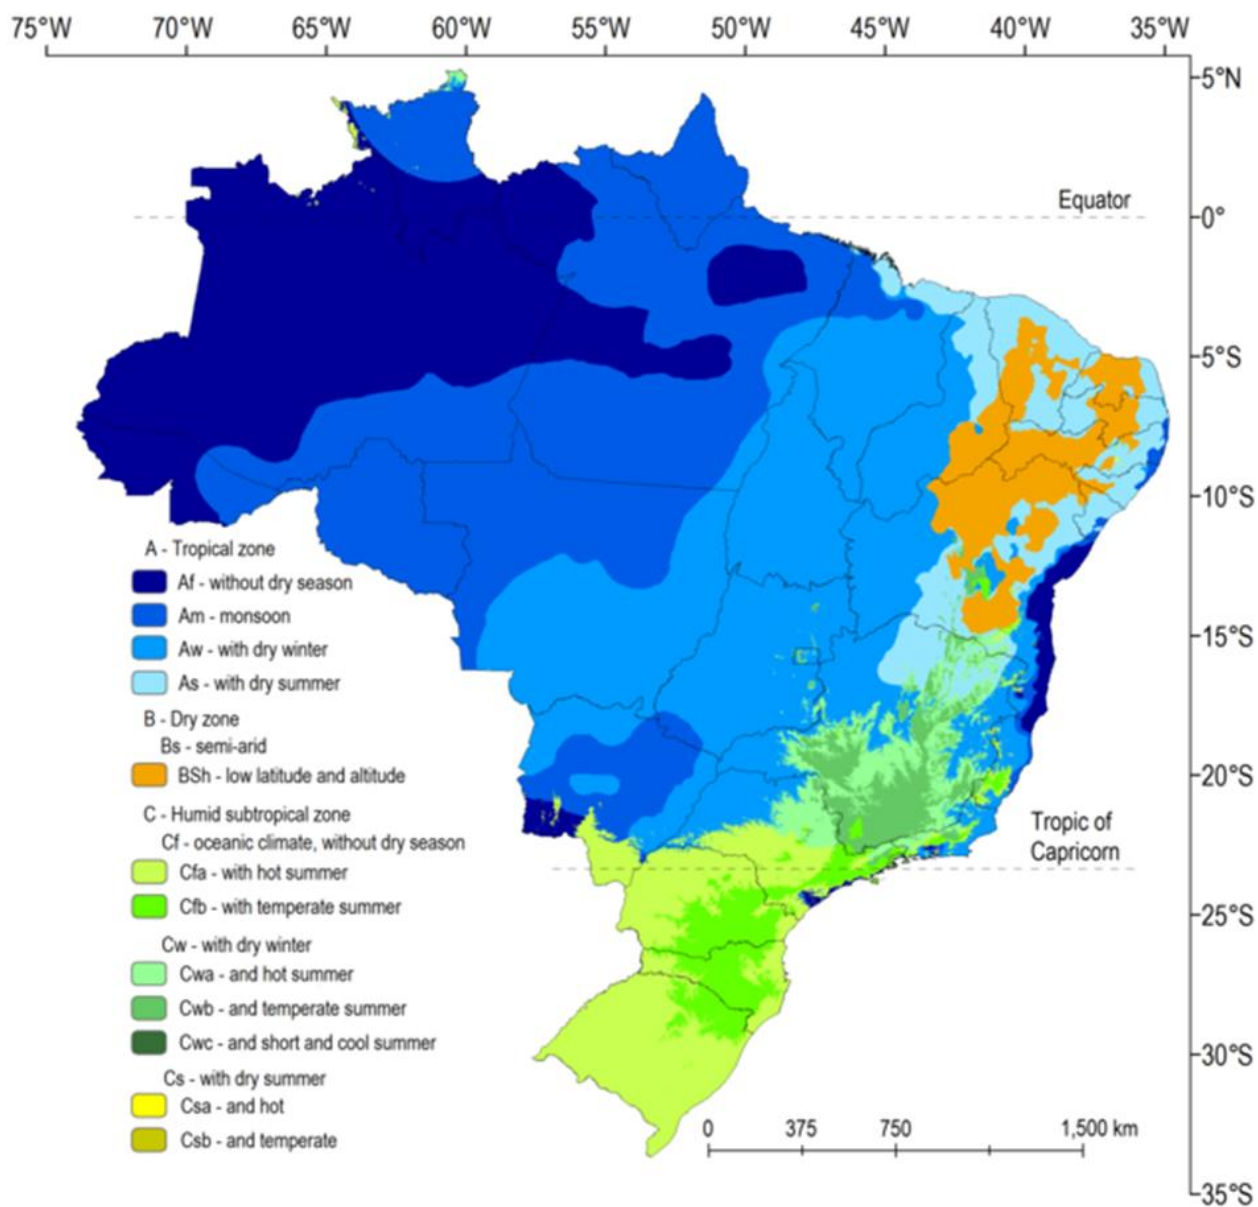 75°W 70°W 65°W 60°W 55°W 50°W 45°W 40°W 35°W
5°N
Equator
0°
5°S
10°S
A - Tropical zone
Af - without dry season
Am - monsoon
15°S
Aw - with dry winter
As - with dry summer
B - Dry zone
Bs - semi-arid
BSh - low latitude and altitude
20°S
C - Humid subtropical zone
Cf - oceanic climate, without dry season
Tropic of
Capricorn
Cfa - with hot summer
Cfb - with temperate summer
25°S
Cw - with dry winter
Cwa - and hot summer
Cwb - and temperate summer
Cwc - and short and cool summer
30°S
Cs - with dry summer
Csa - and hot
Csb - and temperate
0 375 750 1,500 km
35°S